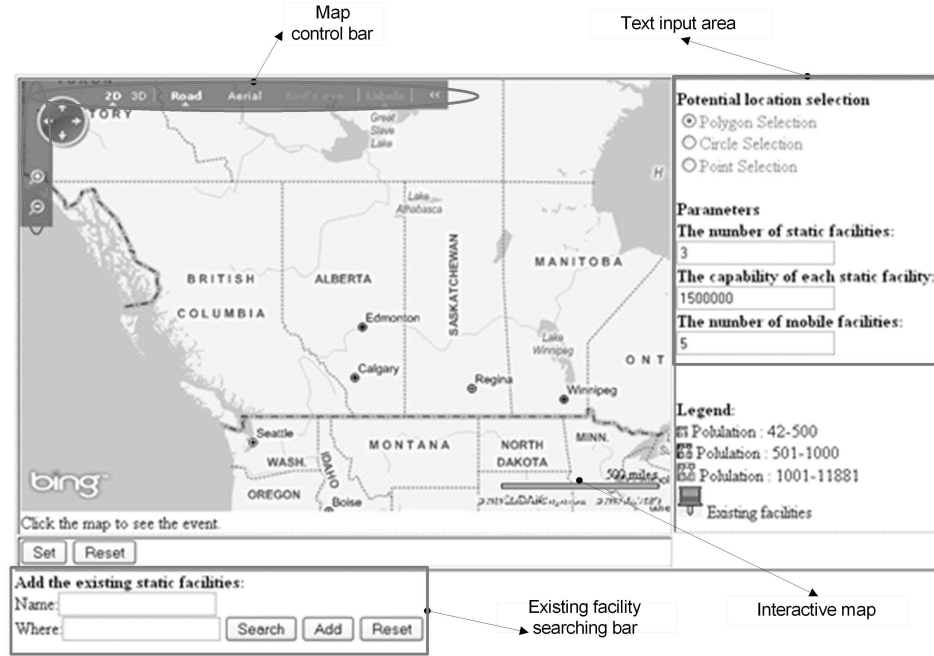 Map
control bar
Text input area
2D 3D Road Aerial Bird's eye Labels <<
TORY
Great
Slave
Lake
H
Lake
Athabasca
BRITISH
COLUMBIA
ALBERTA
SASKATCHEWAN
MANITOBA
Edmonton
Calgary
Regina
Lake
Winnipeg
Winnipeg
ONT
Seattle
WASH.
IDAHO
MONTANA
NORTH
DAKOTA
MINN.
OREGON
Boise
500 miles
bing
Click the map to see the event.
Set Reset
Potential location selection
Polygon Selection
Circle Selection
Point Selection
Parameters
The number of static facilities:
3
The capability of each static facility:
1500000
The number of mobile facilities:
5
Legend:
Polulation : 42-500
Polulation : 501-1000
Polulation : 1001-11881
Existing facilities
Add the existing static facilities:
Name:
Where: Search Add Reset
Existing facility
searching bar
Interactive map